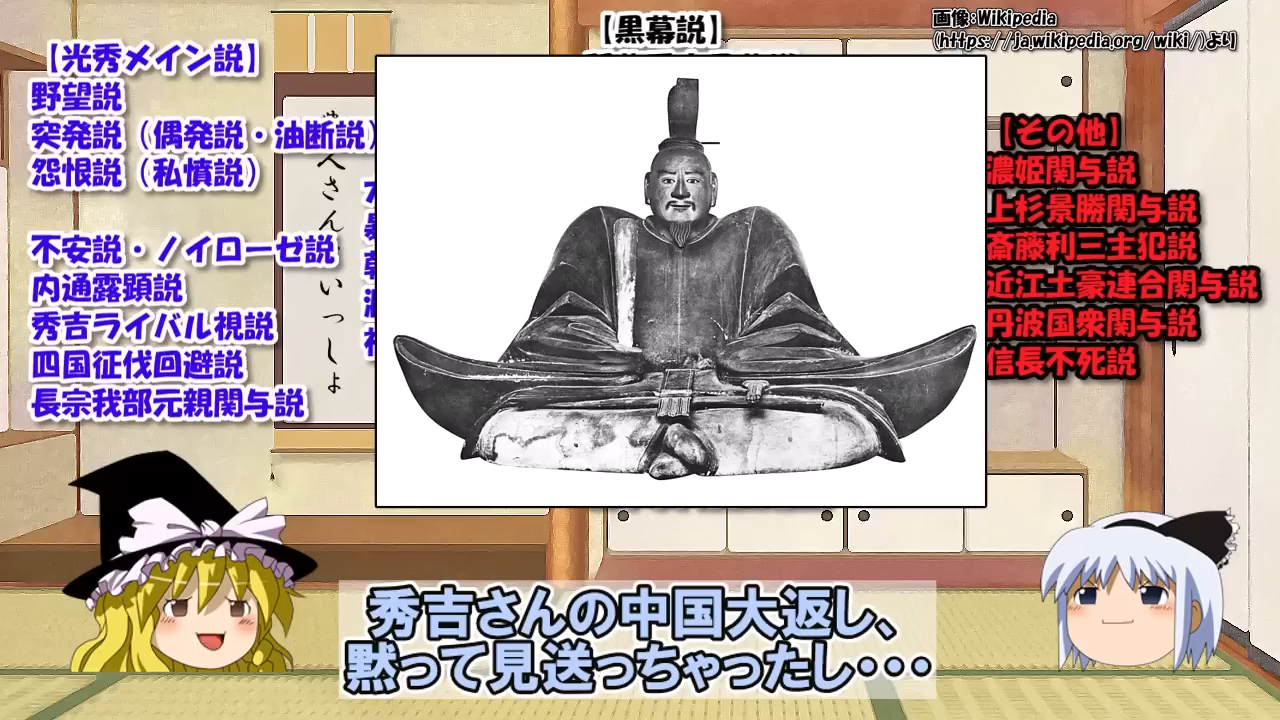 【光秀メイン説】
野望説
突発説（偶発説・油断説）
怨恨説（私憤説）
不安説・ノイローゼ説
内通露顕説
秀吉ライバル視説
四国征伐回避説
長宗我部元親関与説
さんいっしょ
【黒幕説】
画像:Wikipedia
(https://ja.wikipedia.org/wiki/)より
【その他】
濃姫関与説
上杉景勝関与説
斎藤利三主犯説
近江土豪連合関与説
丹波国衆関与説
信長不死説
秀吉さんの中国大返し、
黙って見送っちゃったし・・・